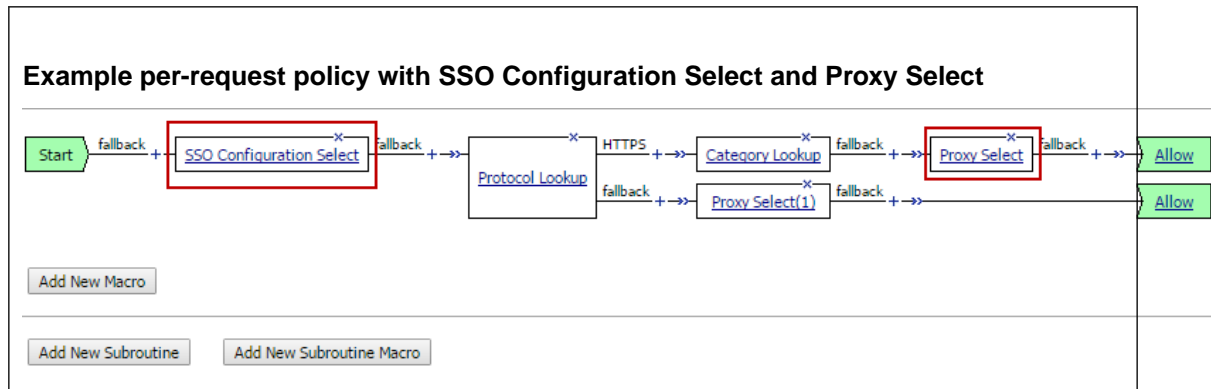 Example per-request policy with SSO Configuration Select and Proxy Select
Start fallback + SSO Configuration Select × fallback + Protocol Lookup × HTTPS + Category Lookup × fallback + Proxy Select × fallback + Allow
fallback + Proxy Select(1) × fallback + Allow
Add New Macro
Add New Subroutine Add New Subroutine Macro